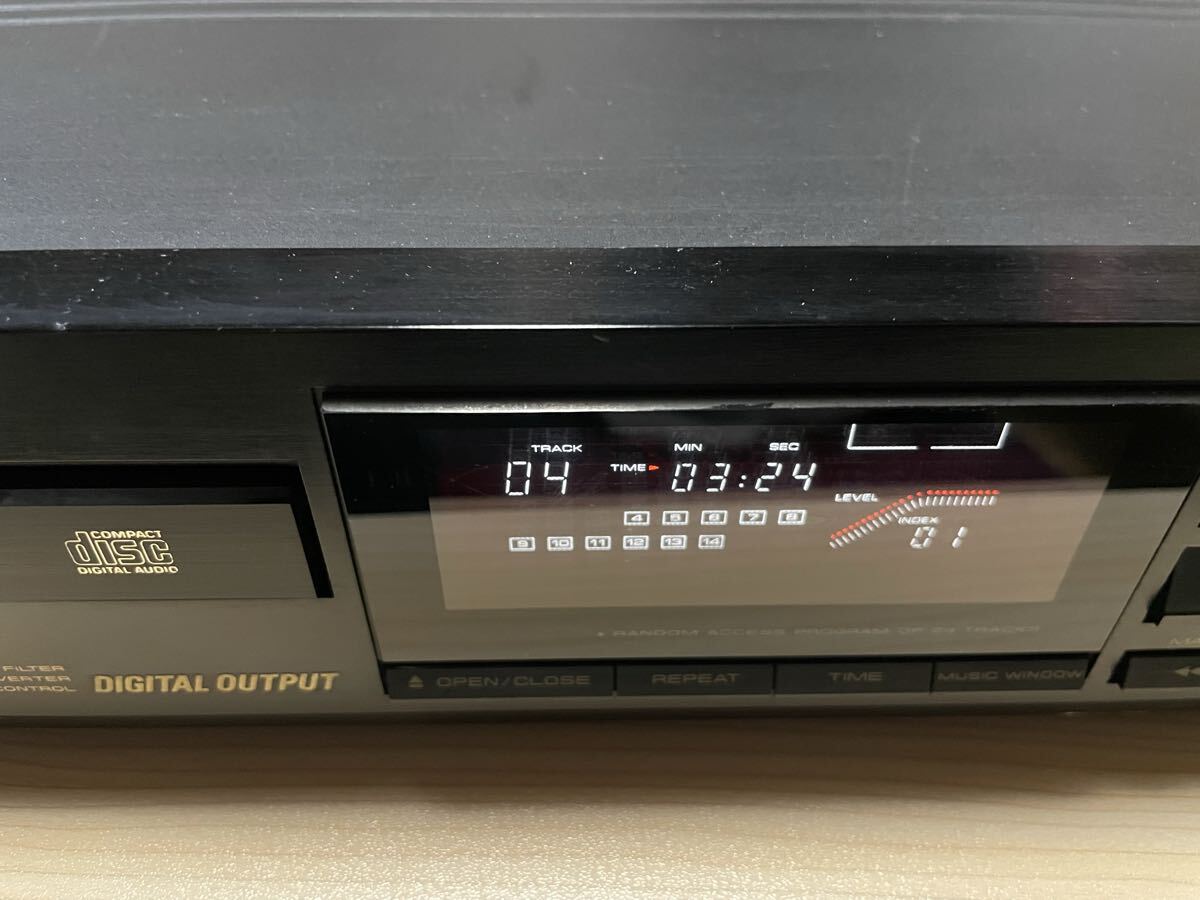 TRACK MIN SEC
04 TIME 03:24
LEVEL
4 5 6 7 8
INDEX
9 10 11 12 13 14
01
COMPACT
disc
DIGITAL AUDIO
RANDOM ACCESS PROGRAM OF 24 TRACKS
FILTER
CONTROL
DIGITAL OUTPUT
OPEN/CLOSE REPEAT TIME MUSIC WINDOW